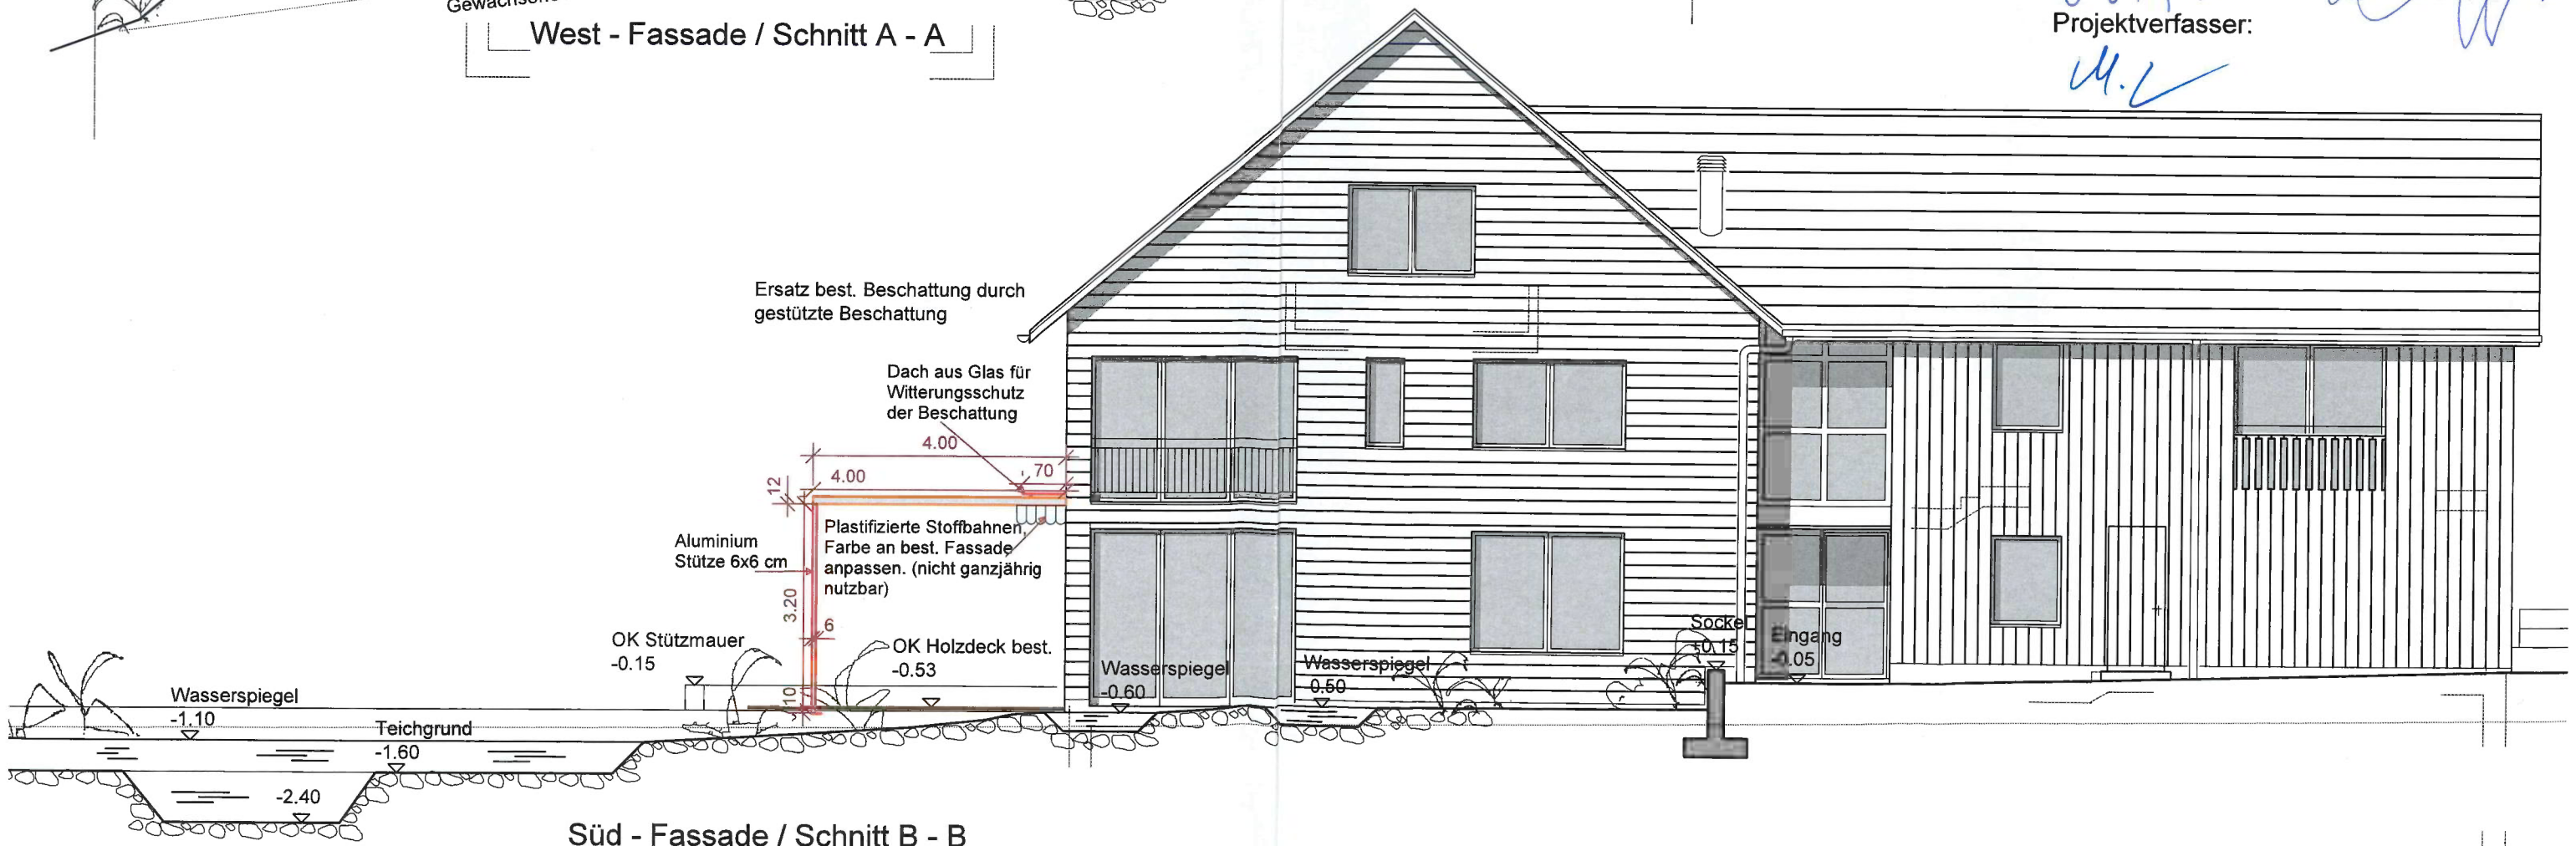 West - Fassade / Schnitt A - A
Projektverfasser:
Ersatz best. Beschattung durch
gestützte Beschattung
Dach aus Glas für
Witterungsschutz
der Beschattung
4.00
4.00
.70
12
Plastifizierte Stoffbahnen,
Farbe an best. Fassade
anpassen. (nicht ganzjährig
nutzbar)
Aluminium
Stütze 6x6 cm
3.20
6
10
OK Stützmauer
-0.15
OK Holzdeck best.
-0.53
Wasserspiegel
-1.10
Teichgrund
-1.60
-2.40
Wasserspiegel
-0.60
Wasserspiegel
0.50
Sockel
0.15
Süd - Fassade / Schnitt B - B